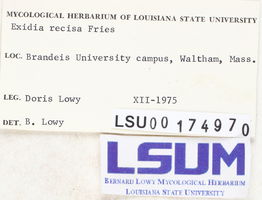 MYCOLOGICAL HERBARIUM OF LOUISIANA STATE UNIVERSITY
Exidia recisa Fries
LOC. Brandeis University campus, Waltham, Mass.
LEG. Doris Lowy XII-1975
DET. B. Lowy
LSU00174970
LSUM
BERNARD LOWY MYCOLOGICAL HERBARIUM
LOUISIANA STATE UNIVERSITY